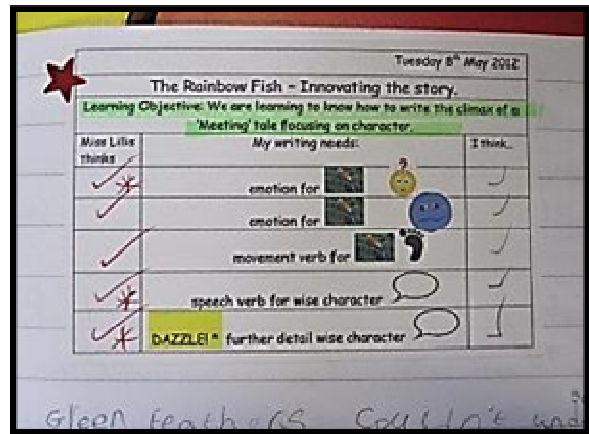 Tuesday 8th May 2012
The Rainbow Fish – Innovating the story.
Learning Objective: We are learning to know how to write the climax of a
'Meeting' tale focusing on character.
Miss Lillis thinks
My writing needs:
I think...
emotion for
?
emotion for
movement verb for
speech verb for wise character
DAZZLE! * further detail wise character
feathers Couldn't